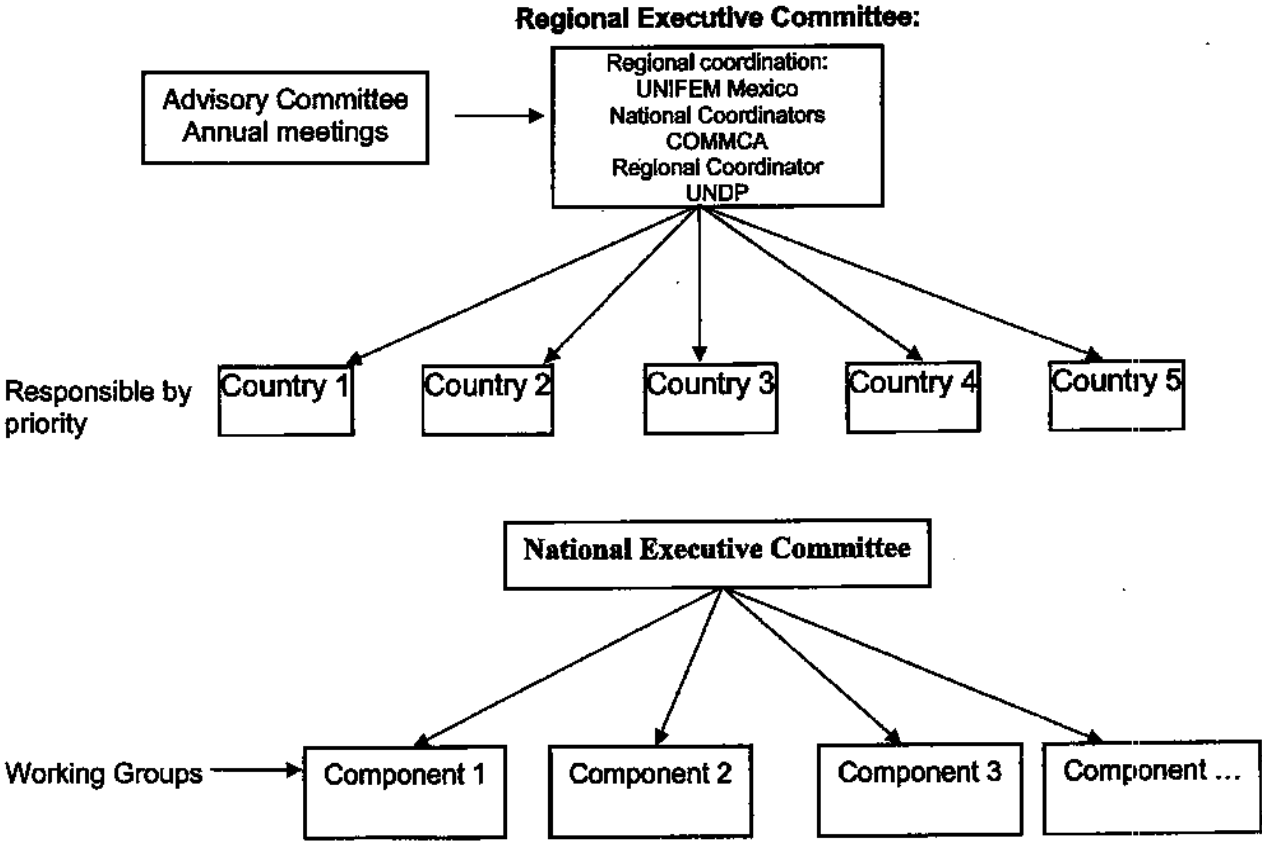 Regional Executive Committee:
Advisory Committee
Annual meetings
Regional coordination:
UNIFEM Mexico
National Coordinators
COMMCA
Regional Coordinator
UNDP
Responsible by
priority
Country 1
Country 2
Country 3
Country 4
Country 5
National Executive Committee
Working Groups
Component 1
Component 2
Component 3
Component ...